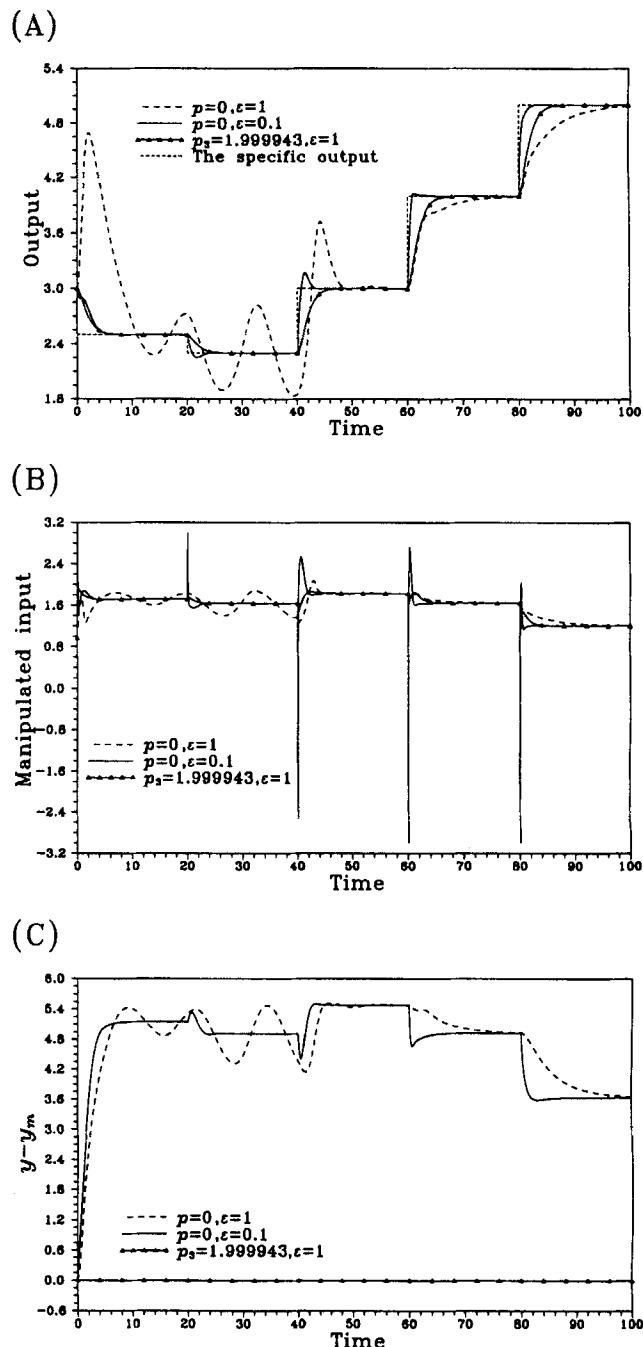 (A)
5.4
4.8
4.2
3.6
3.0
2.4
1.8
Output
p=0,ε=1
p=0,ε=0.1
p₃=1.999943,ε=1
The specific output
0 10 20 30 40 50 60 70 80 90 100
Time
(B)
3.2
2.4
1.6
0.8
0.0
-0.8
-1.6
-2.4
-3.2
Manipulated input
p=0,ε=1
p=0,ε=0.1
p₃=1.999943,ε=1
0 10 20 30 40 50 60 70 80 90 100
Time
(C)
6.0
5.4
4.8
4.2
3.6
3.0
2.4
1.8
1.2
0.6
0.0
-0.6
y-yₘ
p=0,ε=1
p=0,ε=0.1
p₃=1.999943,ε=1
0 10 20 30 40 50 60 70 80 90 100
Time